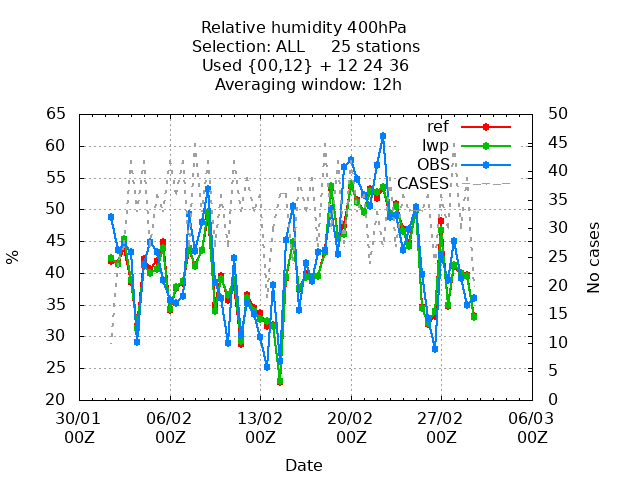 Relative humidity 400hPa
Selection: ALL     25 stations
Used {00,12} + 12 24 36
Averaging window: 12h
65 50
60 45
55 40
50 35
45 30
40 25
35 20
30 15
25 10
20 5
0
ref
lwp
OBS
CASES
%
No cases
30/01 06/02 13/02 20/02 27/02 06/03
00Z 00Z 00Z 00Z 00Z 00Z
Date